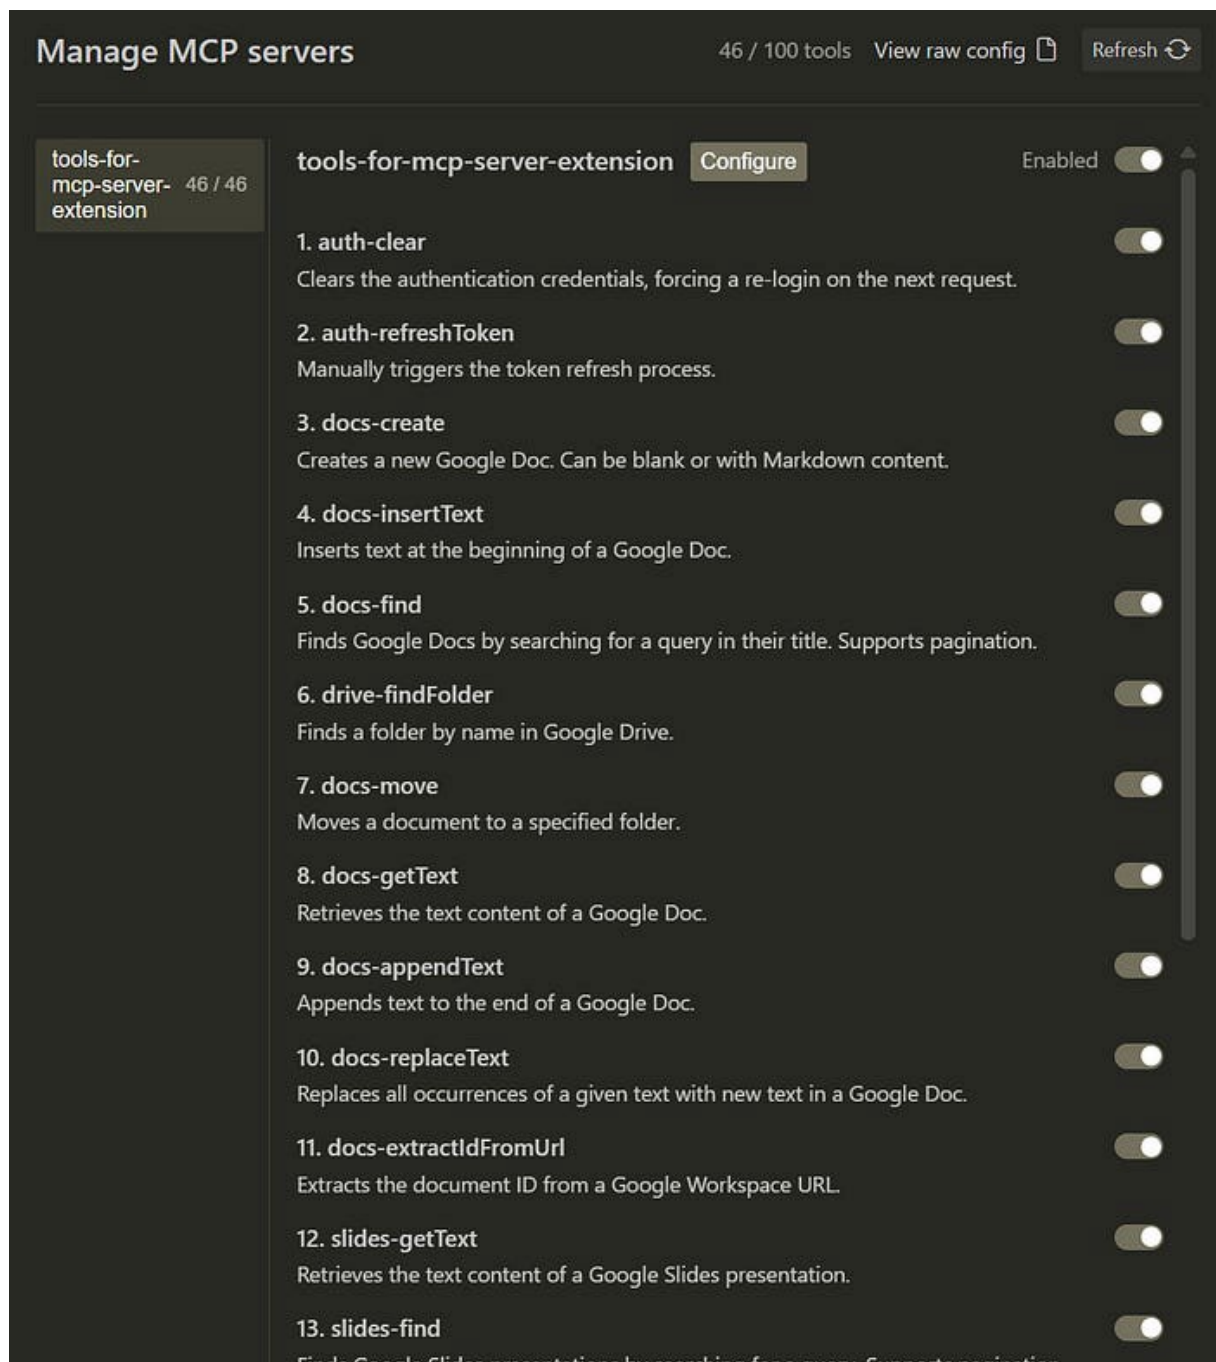 Manage MCP servers
46 / 100 tools View raw config Refresh
tools-for-
mcp-server- 46 / 46
extension
tools-for-mcp-server-extension Configure Enabled
1. auth-clear
Clears the authentication credentials, forcing a re-login on the next request.
2. auth-refreshToken
Manually triggers the token refresh process.
3. docs-create
Creates a new Google Doc. Can be blank or with Markdown content.
4. docs-insertText
Inserts text at the beginning of a Google Doc.
5. docs-find
Finds Google Docs by searching for a query in their title. Supports pagination.
6. drive-findFolder
Finds a folder by name in Google Drive.
7. docs-move
Moves a document to a specified folder.
8. docs-getText
Retrieves the text content of a Google Doc.
9. docs-appendText
Appends text to the end of a Google Doc.
10. docs-replaceText
Replaces all occurrences of a given text with new text in a Google Doc.
11. docs-extractIdFromUrl
Extracts the document ID from a Google Workspace URL.
12. slides-getText
Retrieves the text content of a Google Slides presentation.
13. slides-find